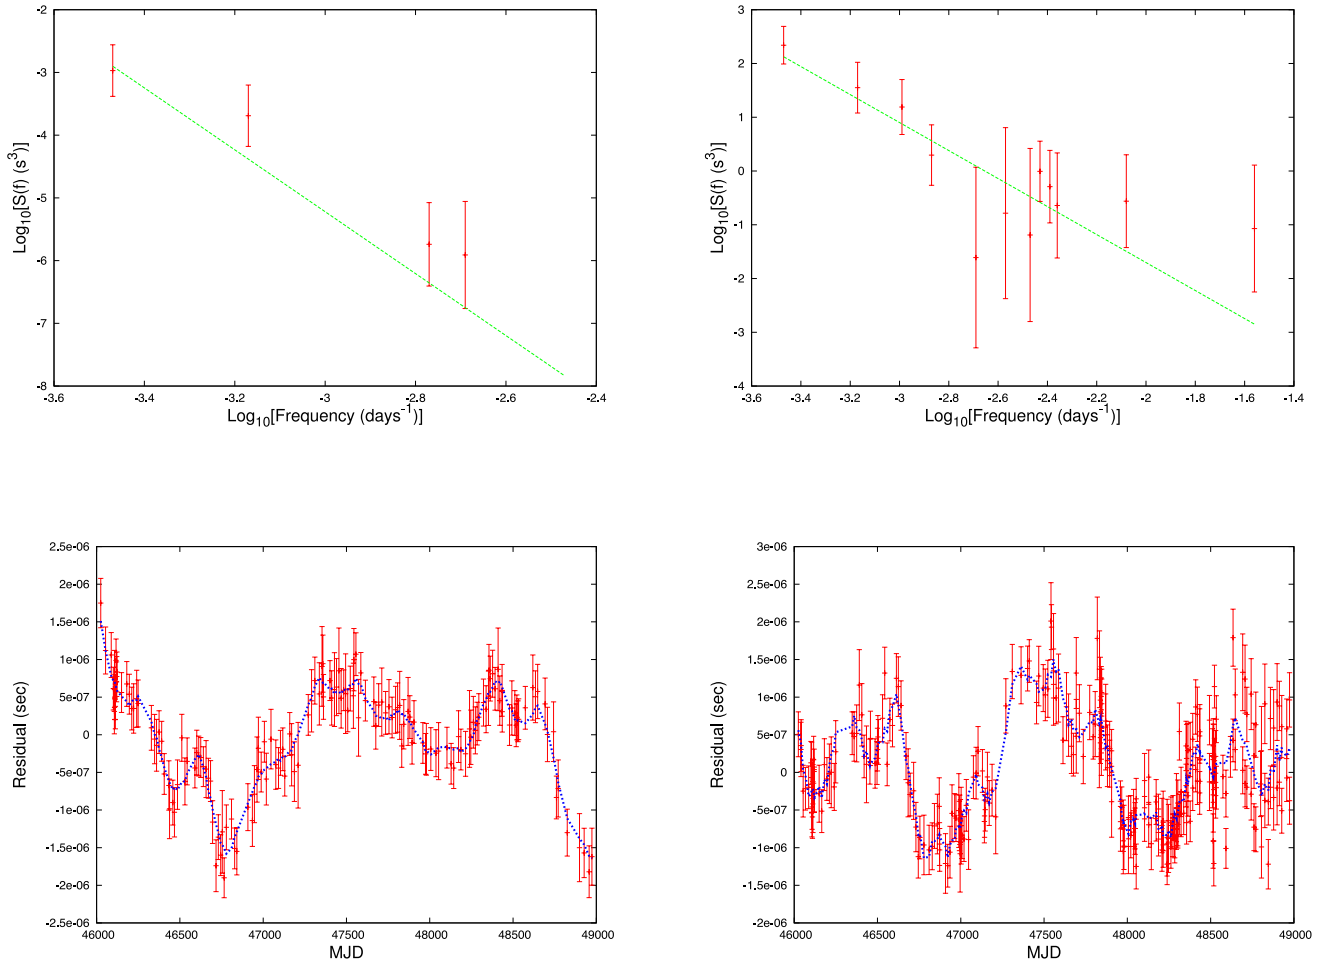 -2
-3
-4
-5
-6
-7
-8
Log10[S(f) (s3)]
-3.6 -3.4 -3.2 -3 -2.8 -2.6 -2.4
Log10[Frequency (days-1)]
3
2
1
0
-1
-2
-3
-4
Log10[S(f) (s3)]
-3.6 -3.4 -3.2 -3 -2.8 -2.6 -2.4 -2.2 -2 -1.8 -1.6 -1.4
Log10[Frequency (days-1)]
2.5e-06
2e-06
1.5e-06
1e-06
5e-07
0
-5e-07
-1e-06
-1.5e-06
-2e-06
-2.5e-06
Residual (sec)
46000 46500 47000 47500 48000 48500 49000
MJD
3e-06
2.5e-06
2e-06
1.5e-06
1e-06
5e-07
0
-5e-07
-1e-06
-1.5e-06
-2e-06
Residual (sec)
46000 46500 47000 47500 48000 48500 49000
MJD